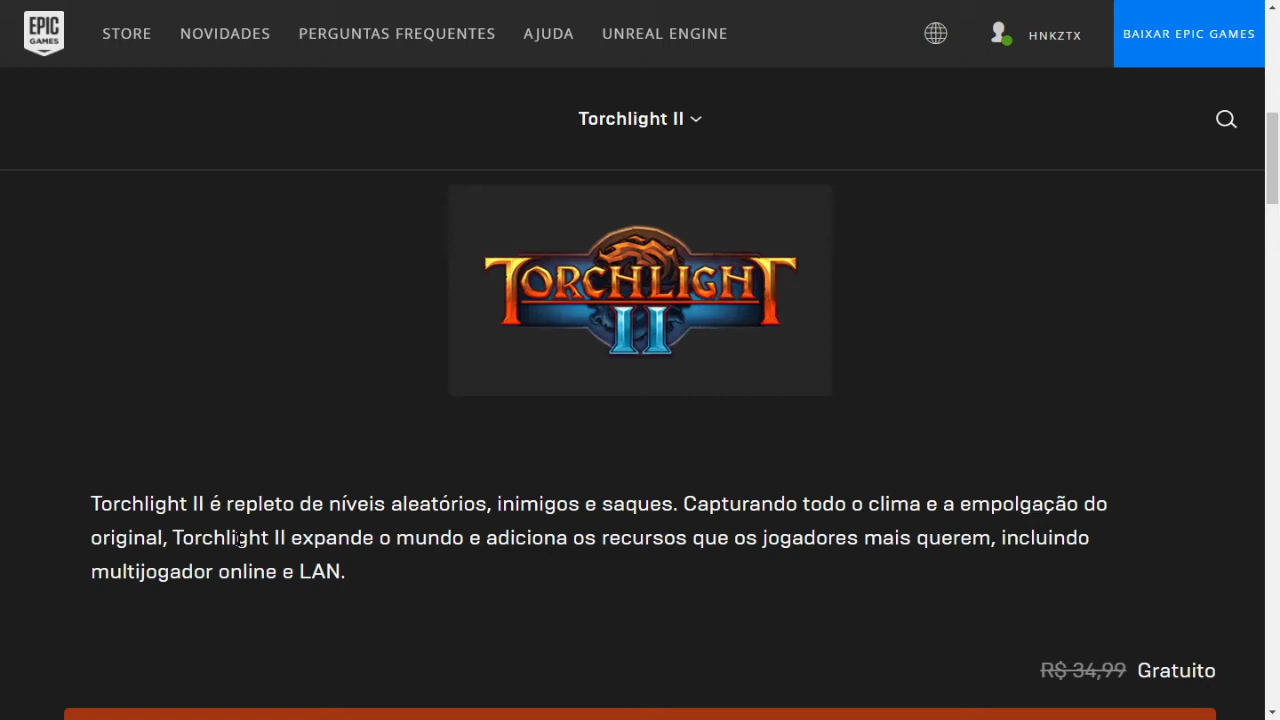 EPIC GAMES
STORE NOVIDADES PERGUNTAS FREQUENTES AJUDA UNREAL ENGINE HNKZTX BAIXAR EPIC GAMES
Torchlight II
TORCHLIGHT
II
Torchlight II é repleto de níveis aleatórios, inimigos e saques. Capturando todo o clima e a empolgação do
original, Torchlight II expande o mundo e adiciona os recursos que os jogadores mais querem, incluindo
multijogador online e LAN.
R$ 34,99 Gratuito